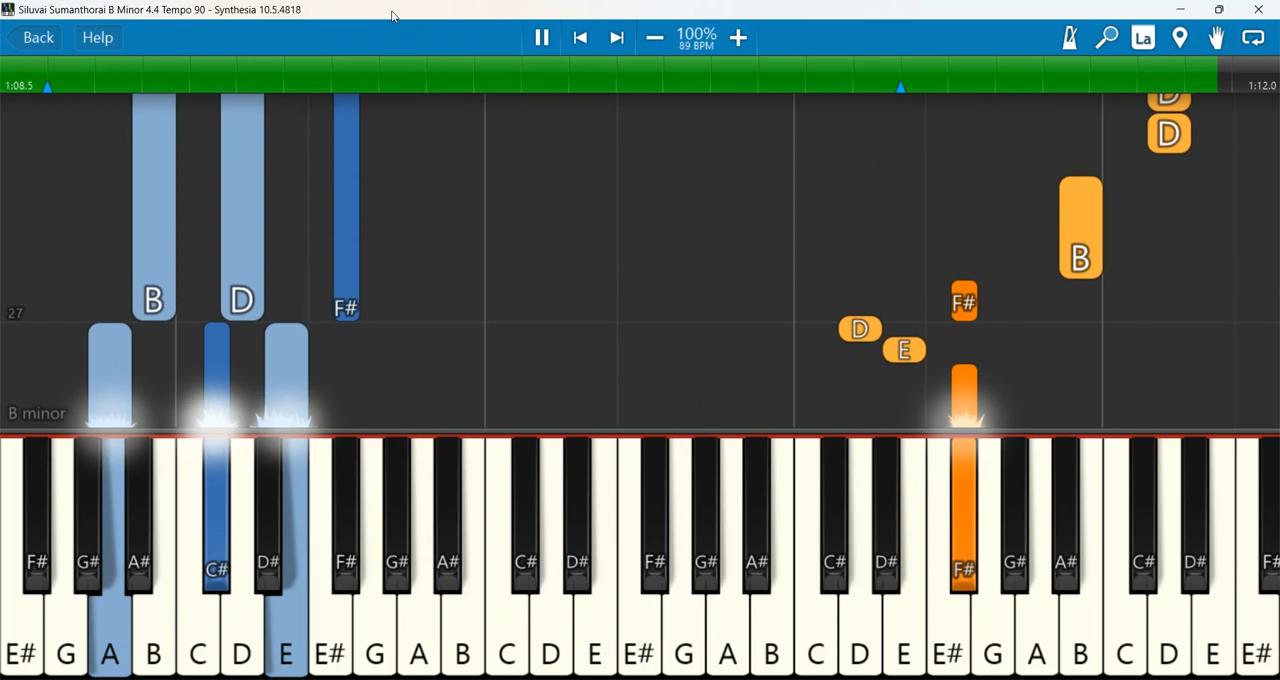 Siluvai Sumanthorai B Minor 4.4 Tempo 90 - Synthesia 10.5.4818
Back Help 100% La
89 BPM
1:08.5 1:12.0
D
D
B
B D F# F#
27
D
E
B minor
F# G# A# C# D# F# G# A# C# D# F# G# A# C# D# F# G# A# C# D# F#
E# G A B C D E E# G A B C D E E# G A B C D E E# G A B C D E E#